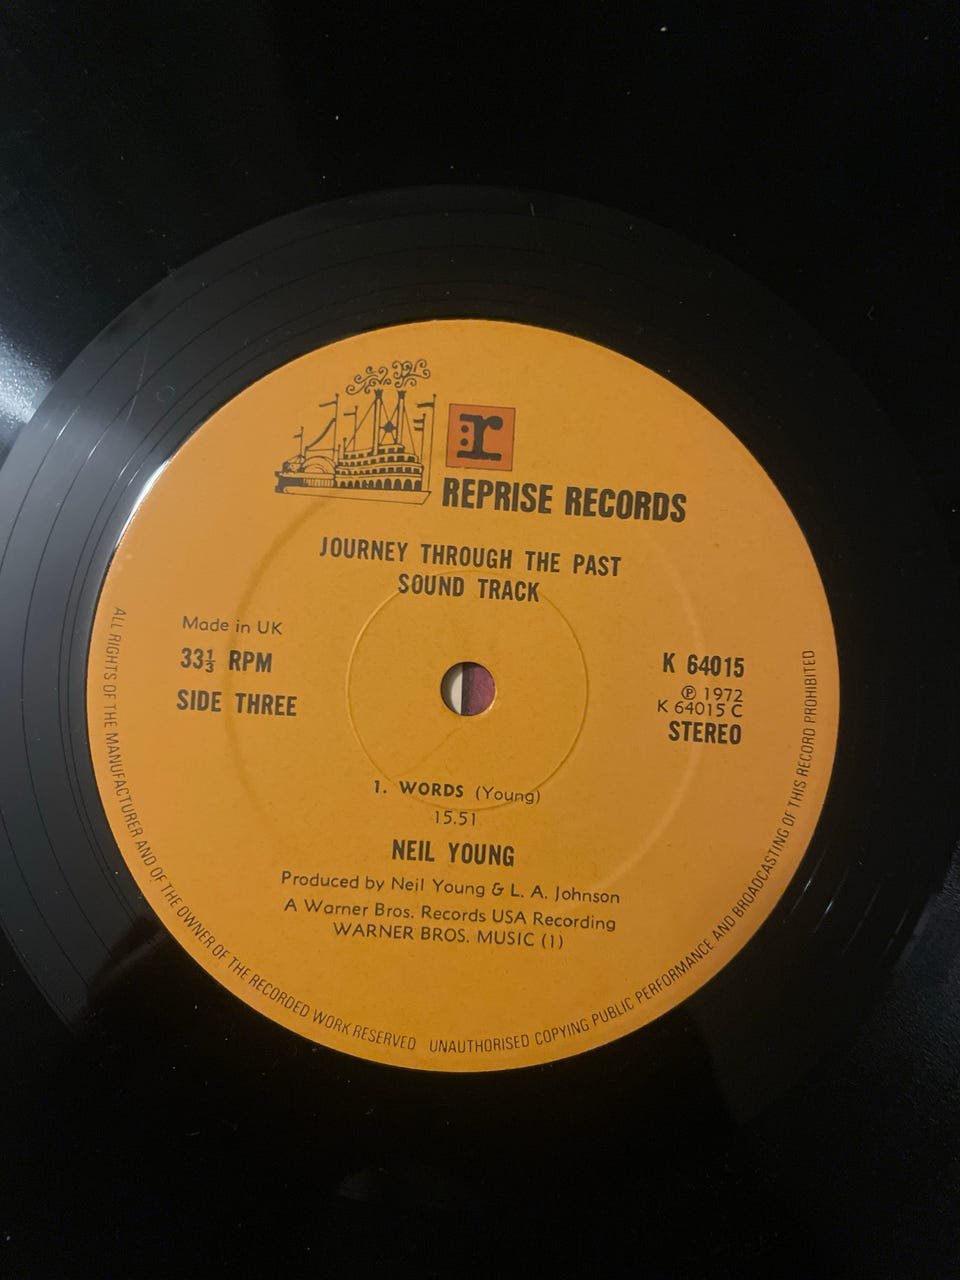 r
REPRISE RECORDS
JOURNEY THROUGH THE PAST
SOUND TRACK
Made in UK
33⅓ RPM
SIDE THREE
K 64015
Ⓟ 1972
K 64015 C
STEREO
1. WORDS (Young)
15.51
NEIL YOUNG
Produced by Neil Young & L. A. Johnson
A Warner Bros. Records USA Recording
WARNER BROS. MUSIC (1)
ALL RIGHTS OF THE MANUFACTURER AND OF THE OWNER OF THE RECORDED WORK RESERVED UNAUTHORISED COPYING PUBLIC PERFORMANCE AND BROADCASTING OF THIS RECORD PROHIBITED